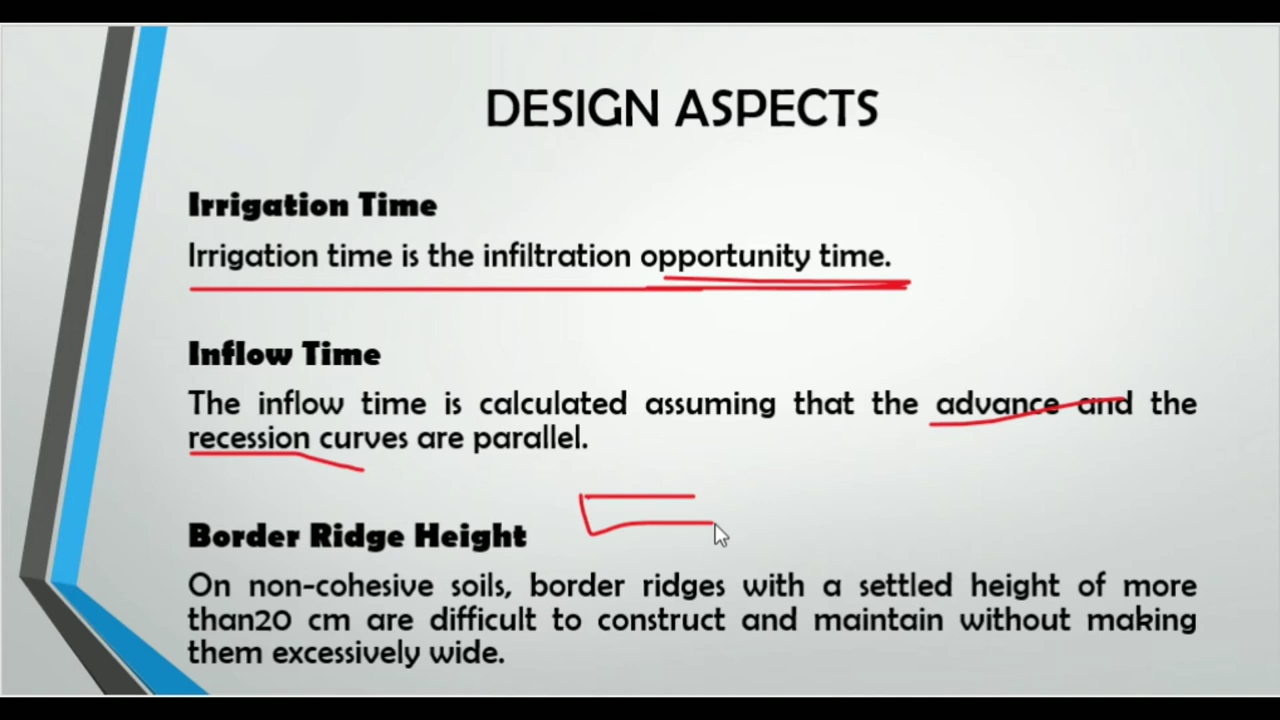 DESIGN ASPECTS
Irrigation Time
Irrigation time is the infiltration opportunity time.
Inflow Time
The inflow time is calculated assuming that the advance and the
recession curves are parallel.
Border Ridge Height
On non-cohesive soils, border ridges with a settled height of more
than20 cm are difficult to construct and maintain without making
them excessively wide.